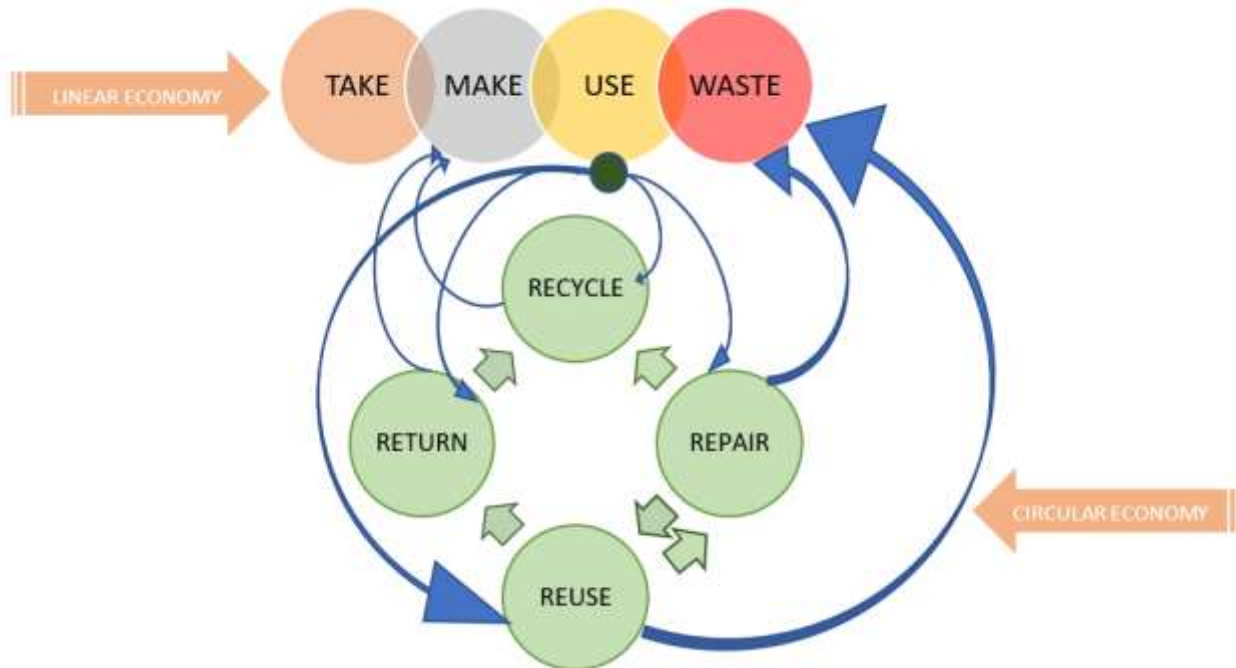 TAKE
MAKE
USE
WASTE
LINEAR ECONOMY
RECYCLE
RETURN
REPAIR
CIRCULAR ECONOMY
REUSE